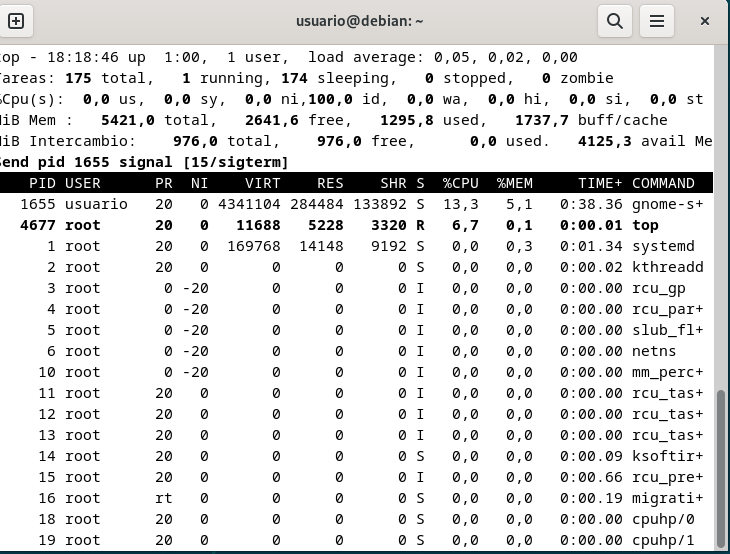 usuario@debian: ~
top - 18:18:46 up  1:00,  1 user,  load average: 0,05, 0,02, 0,00
Tareas: 175 total,   1 running, 174 sleeping,   0 stopped,   0 zombie
%Cpu(s):  0,0 us,  0,0 sy,  0,0 ni,100,0 id,  0,0 wa,  0,0 hi,  0,0 si,  0,0 st
MiB Mem :   5421,0 total,   2641,6 free,   1295,8 used,   1737,7 buff/cache
MiB Intercambio:    976,0 total,    976,0 free,      0,0 used.   4125,3 avail Me
Send pid 1655 signal [15/sigterm]
PID USER      PR  NI    VIRT    RES    SHR S  %CPU  %MEM     TIME+ COMMAND
1655 usuario   20   0 4341104 284484 133892 S  13,3   5,1   0:38.36 gnome-s+
4677 root      20   0   11688   5228   3320 R   6,7   0,1   0:00.01 top
1 root      20   0  169768  14148   9192 S   0,0   0,3   0:01.34 systemd
2 root      20   0       0      0      0 S   0,0   0,0   0:00.02 kthreadd
3 root       0 -20       0      0      0 I   0,0   0,0   0:00.00 rcu_gp
4 root       0 -20       0      0      0 I   0,0   0,0   0:00.00 rcu_par+
5 root       0 -20       0      0      0 I   0,0   0,0   0:00.00 slub_fl+
6 root       0 -20       0      0      0 I   0,0   0,0   0:00.00 netns
10 root       0 -20       0      0      0 I   0,0   0,0   0:00.00 mm_perc+
11 root      20   0       0      0      0 I   0,0   0,0   0:00.00 rcu_tas+
12 root      20   0       0      0      0 I   0,0   0,0   0:00.00 rcu_tas+
13 root      20   0       0      0      0 I   0,0   0,0   0:00.00 rcu_tas+
14 root      20   0       0      0      0 S   0,0   0,0   0:00.09 ksoftir+
15 root      20   0       0      0      0 I   0,0   0,0   0:00.66 rcu_pre+
16 root      rt   0       0      0      0 S   0,0   0,0   0:00.19 migrati+
18 root      20   0       0      0      0 S   0,0   0,0   0:00.00 cpuhp/0
19 root      20   0       0      0      0 S   0,0   0,0   0:00.00 cpuhp/1